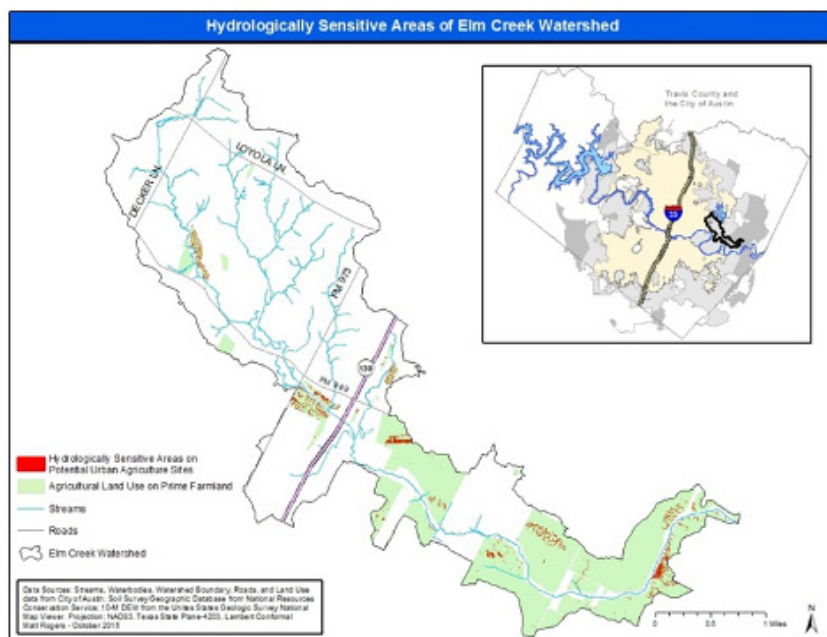 Hydrologically Sensitive Areas of Elm Creek Watershed
Travis County and
the City of Austin
35
DECKER LN.
LOYOLA LN.
FM 973
130
FM 969
Hydrologically Sensitive Areas on
Potential Urban Agriculture Sites
Agricultural Land Use on Prime Farmland
Streams
Roads
Elm Creek Watershed
Data Sources: Streams, Waterbodies, Watershed Boundary, Roads, and Land Use
data from City of Austin; Soil Survey Geographic Database from National Resources
Conservation Service; 10-M DEM from the United States Geologic Survey National
Map Viewer. Projection: NAD83, Texas State Plane-4203, Lambert Conformal
Matt Rogers - October 2015
0 0.5 1 Miles
N